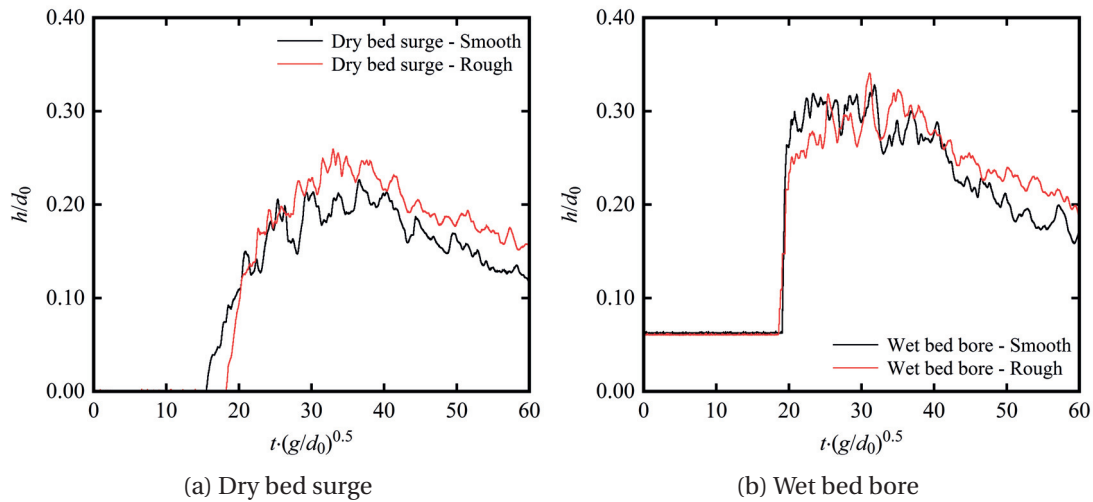 0.40
0.30
0.20
0.10
0.00
h/d0
Dry bed surge - Smooth
Dry bed surge - Rough
0 10 20 30 40 50 60
t·(g/d0)^0.5
(a) Dry bed surge
0.40
0.30
0.20
0.10
0.00
h/d0
Wet bed bore - Smooth
Wet bed bore - Rough
0 10 20 30 40 50 60
t·(g/d0)^0.5
(b) Wet bed bore